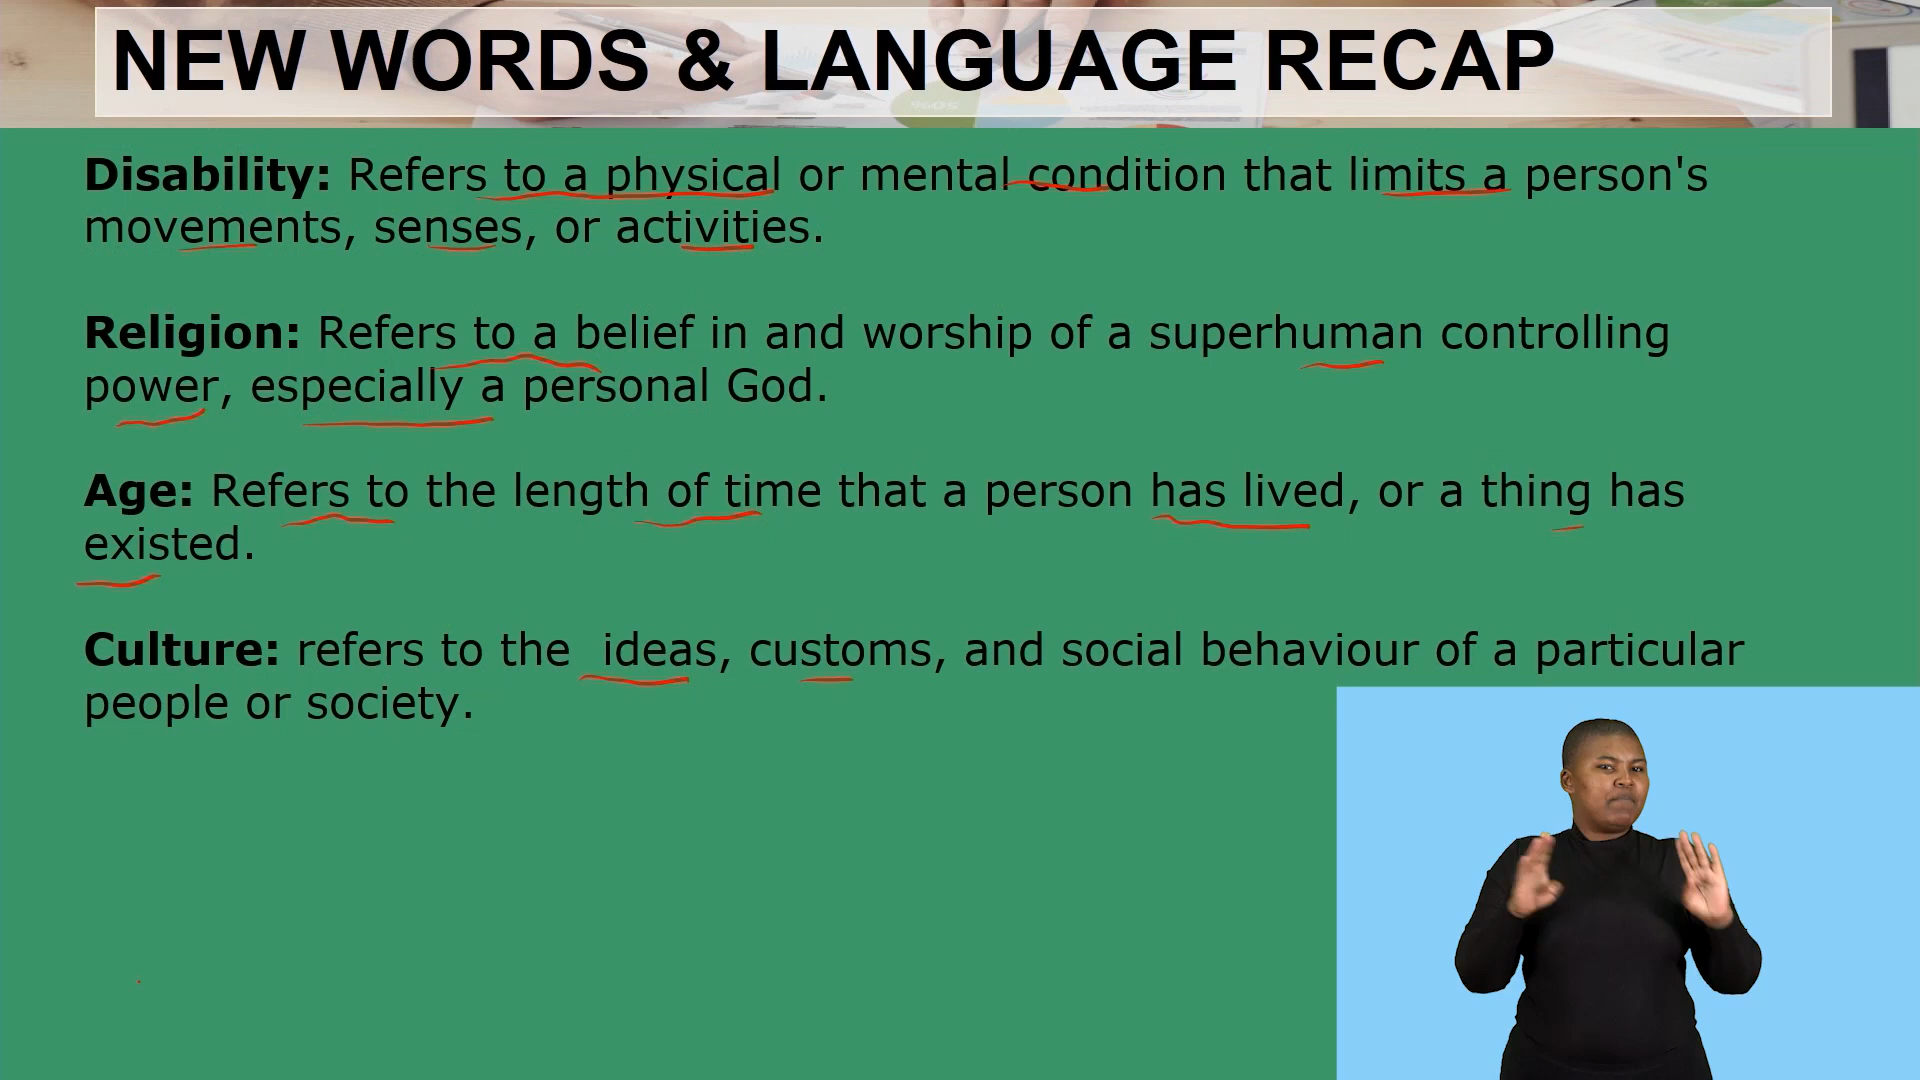 NEW WORDS & LANGUAGE RECAP
Disability: Refers to a physical or mental condition that limits a person's
movements, senses, or activities.
Religion: Refers to a belief in and worship of a superhuman controlling
power, especially a personal God.
Age: Refers to the length of time that a person has lived, or a thing has
existed.
Culture: refers to the  ideas, customs, and social behaviour of a particular
people or society.